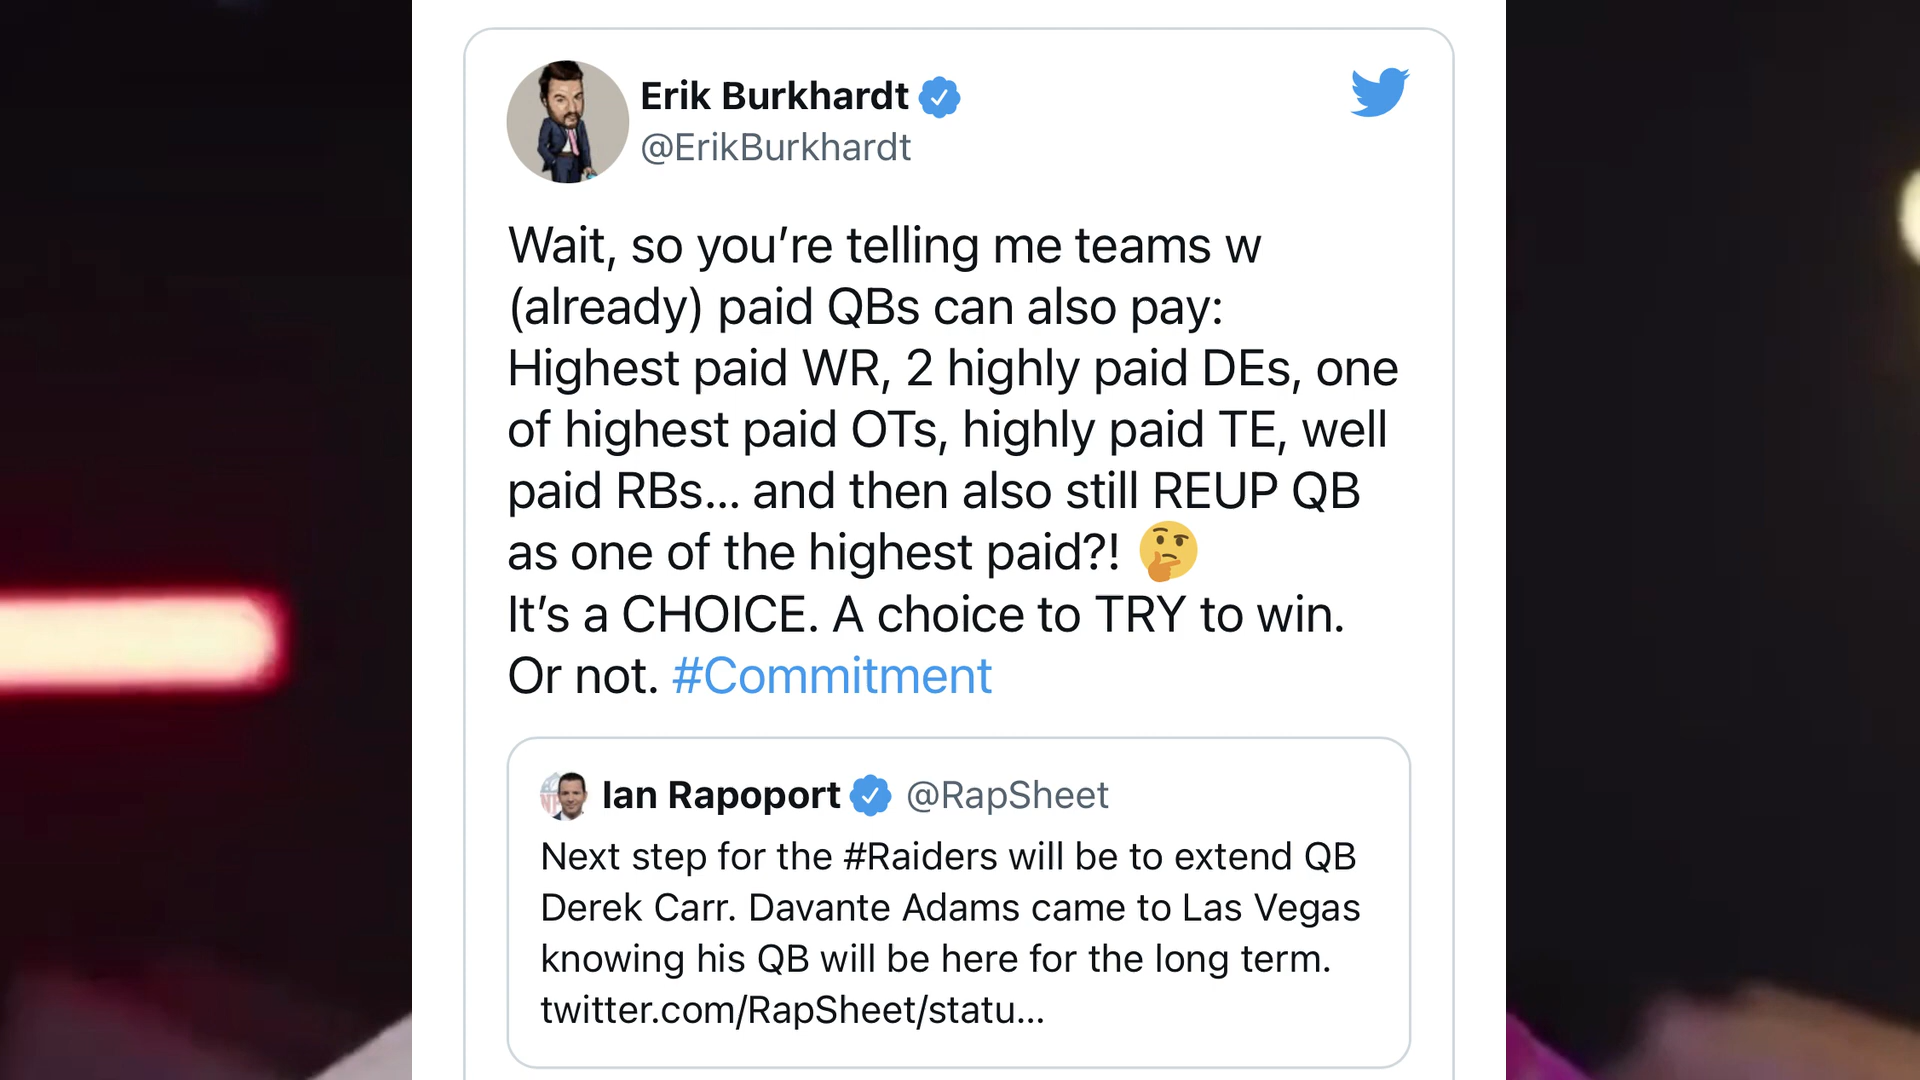 Erik Burkhardt
@ErikBurkhardt
Wait, so you’re telling me teams w
(already) paid QBs can also pay:
Highest paid WR, 2 highly paid DEs, one
of highest paid OTs, highly paid TE, well
paid RBs... and then also still REUP QB
as one of the highest paid?! 🤔
It’s a CHOICE. A choice to TRY to win.
Or not. #Commitment
Ian Rapoport @RapSheet
Next step for the #Raiders will be to extend QB
Derek Carr. Davante Adams came to Las Vegas
knowing his QB will be here for the long term.
twitter.com/RapSheet/statu...